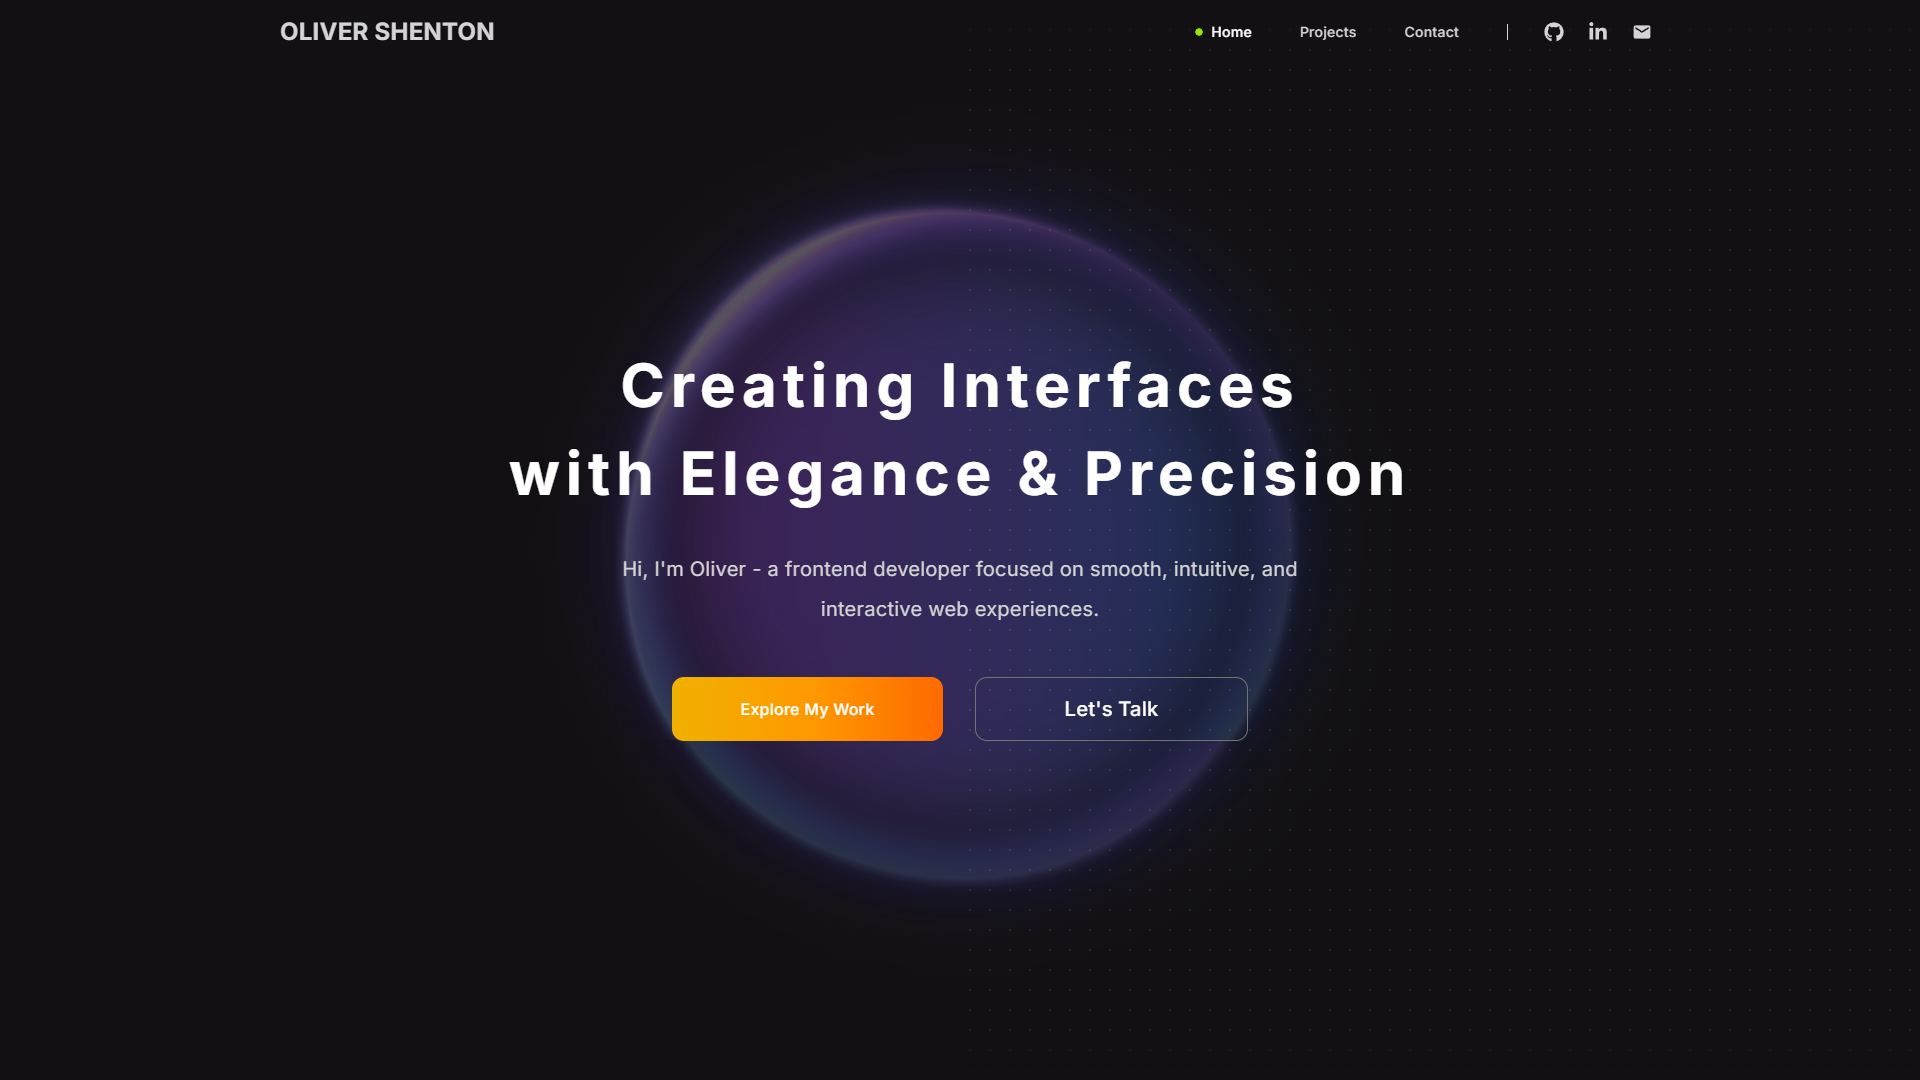 OLIVER SHENTON
Home
Projects
Contact
Creating Interfaces
with Elegance & Precision
Hi, I'm Oliver - a frontend developer focused on smooth, intuitive, and
interactive web experiences.
Explore My Work
Let's Talk